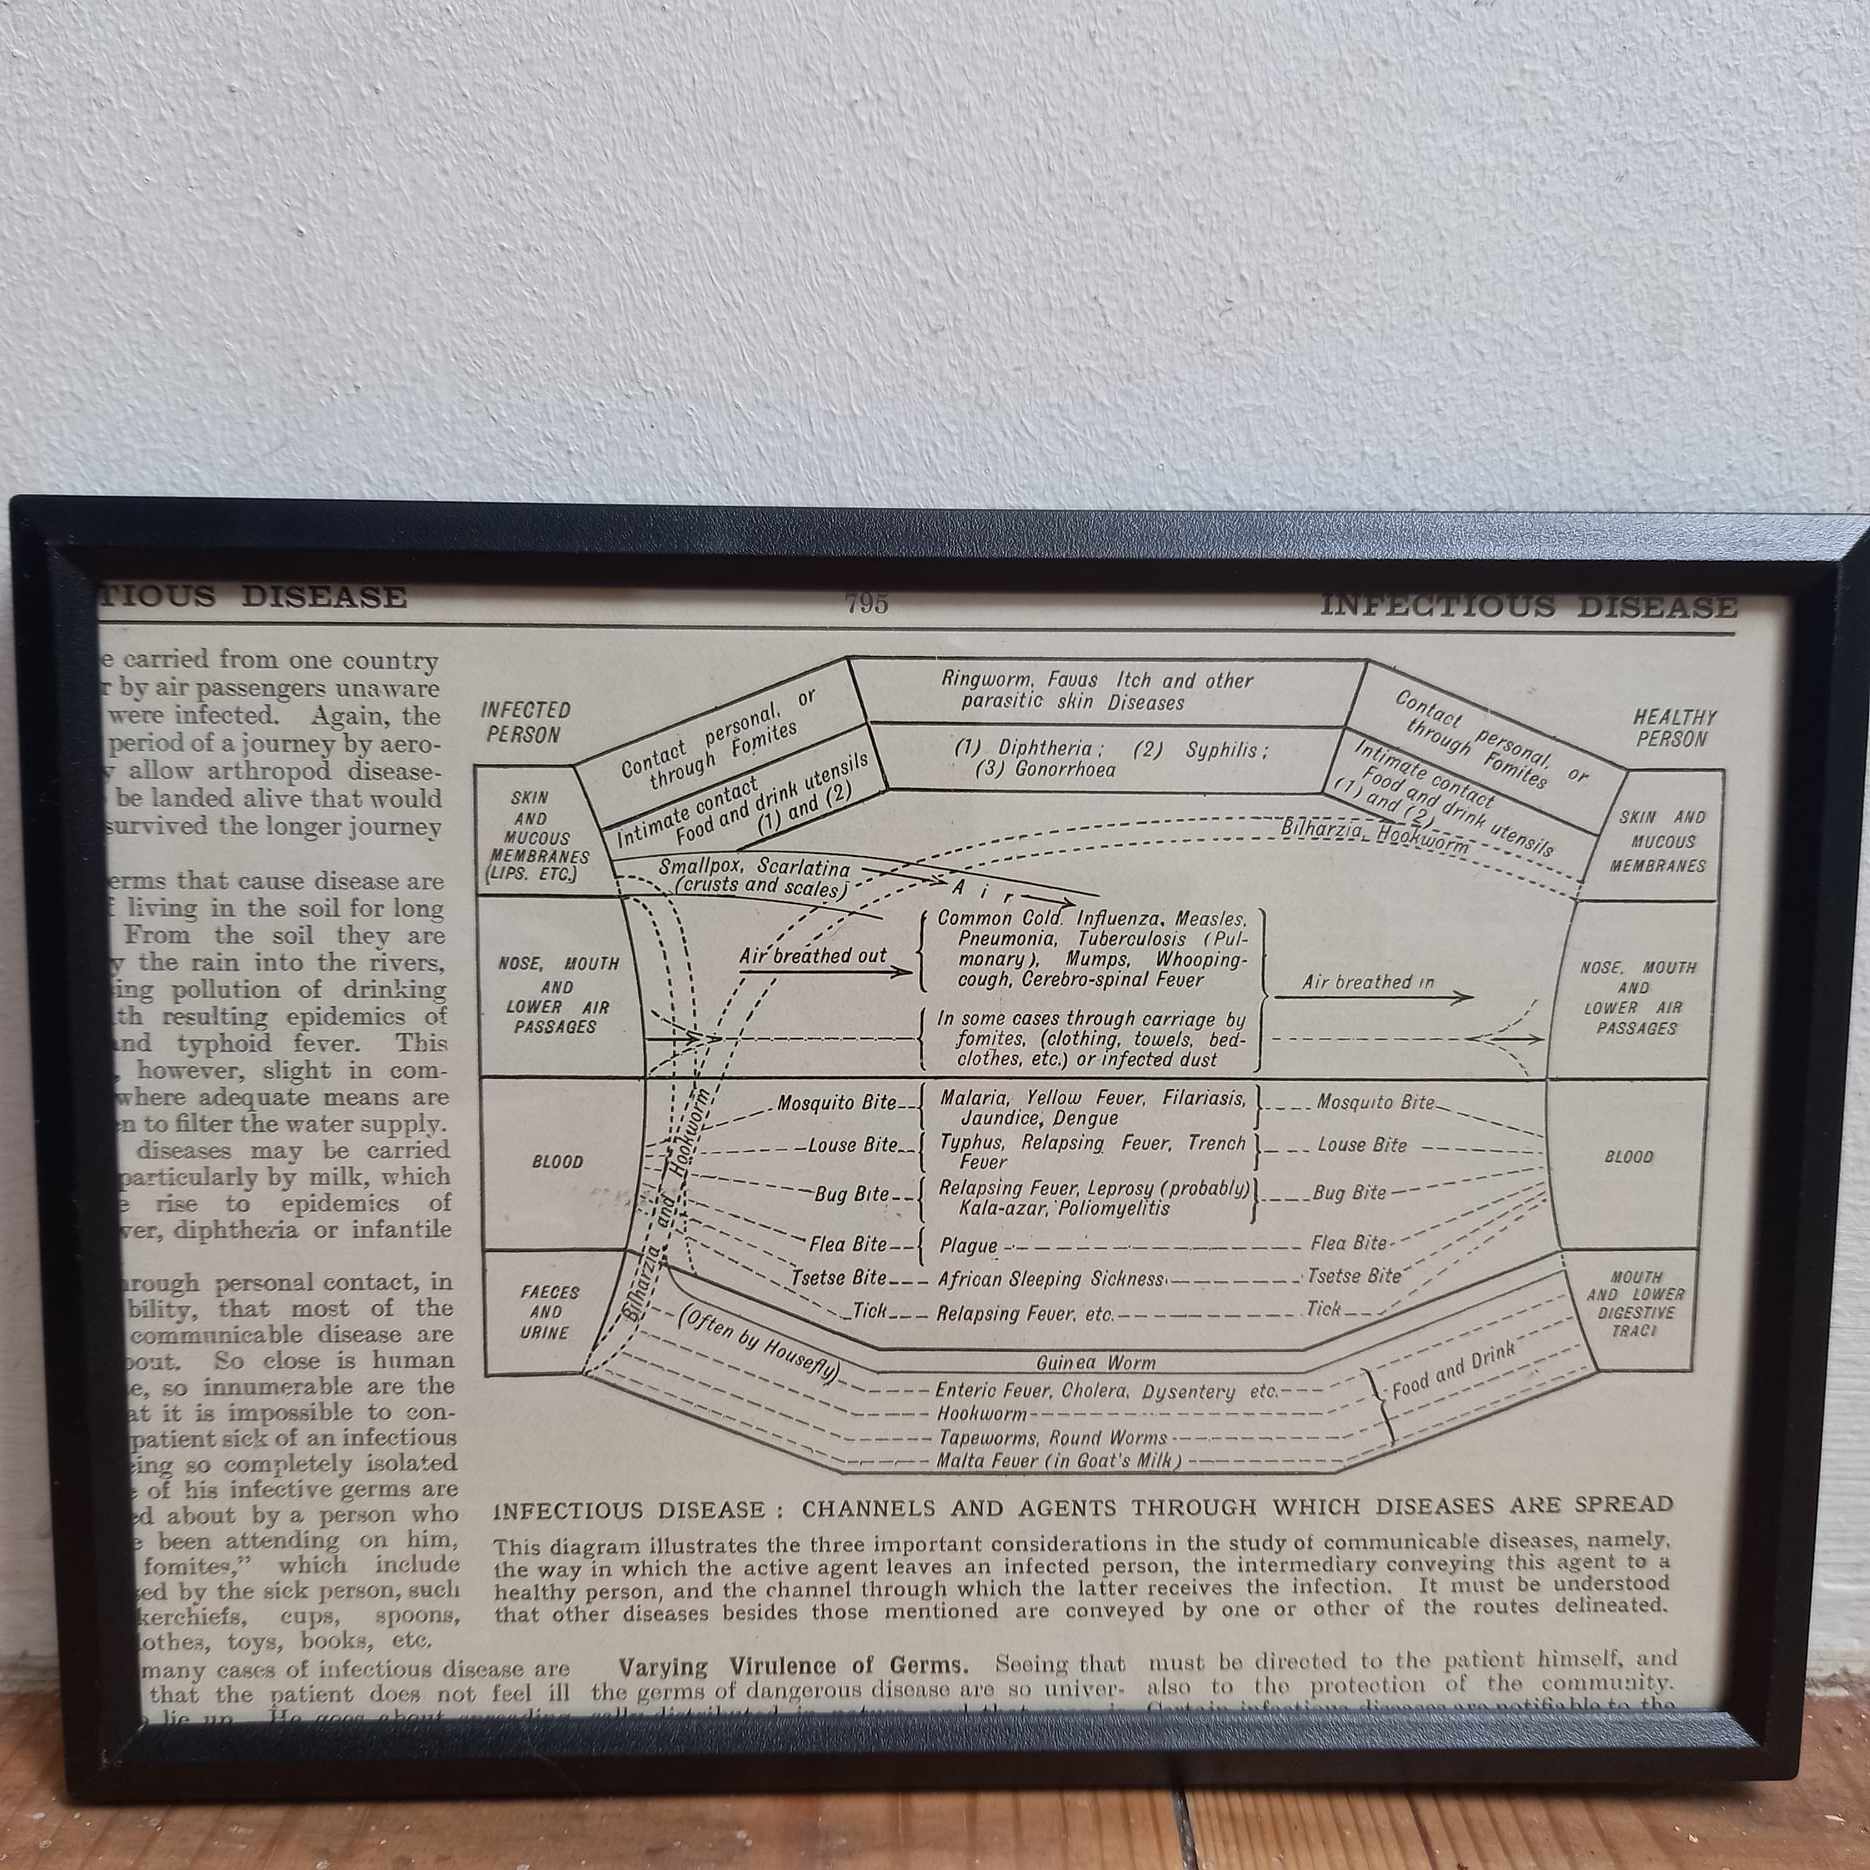 TIOUS DISEASE
795
INFECTIOUS DISEASE
carried from one country
by air passengers unaware
were infected. Again, the
period of a journey by aero-
allow arthropod disease-
be landed alive that would
survived the longer journey
that cause disease are
living in the soil for long
From the soil they are
the rain into the rivers,
pollution of drinking
resulting epidemics of
typhoid fever. This
however, slight in com-
where adequate means are
to filter the water supply.
diseases may be carried
particularly by milk, which
rise to epidemics of
diphtheria or infantile
personal contact, in
bility, that most of the
communicable disease are
So close is human
so innumerable are the
it is impossible to con-
patient sick of an infectious
so completely isolated
of his infective germs are
about by a person who
been attending on him,
fomites," which include
by the sick person, such
kerchiefs, cups, spoons,
toys, books, etc.
INFECTED
PERSON
HEALTHY
PERSON
Contact personal, or
through Fomites
Ringworm, Favus Itch and other
parasitic skin Diseases
Contact personal, or
through Fomites
Intimate contact
Food and drink utensils
(1) and (2)
(1) Diphtheria; (2) Syphilis;
(3) Gonorrhoea
Intimate contact
Food and drink utensils
(1) and (2)
SKIN
AND
MUCOUS
MEMBRANES
(LIPS. ETC.)
Smallpox, Scarlatina
(crusts and scales)
Air
Bilharzia, Hookworm
SKIN AND
MUCOUS
MEMBRANES
NOSE, MOUTH
AND
LOWER AIR
PASSAGES
Air breathed out
Common Cold. Influenza, Measles,
Pneumonia, Tuberculosis (Pul-
monary), Mumps, Whooping-
cough, Cerebro-spinal Fever
In some cases through carriage by
fomites, (clothing, towels, bed-
clothes, etc.) or infected dust
Air breathed in
NOSE, MOUTH
AND
LOWER AIR
PASSAGES
BLOOD
Bilharzia and Hookworm
Mosquito Bite
Malaria, Yellow Fever, Filariasis,
Jaundice, Dengue
Mosquito Bite
Louse Bite
Typhus, Relapsing Fever, Trench
Fever
Louse Bite
Bug Bite
Relapsing Fever, Leprosy (probably)
Kala-azar, Poliomyelitis
Bug Bite
Flea Bite
Plague
Flea Bite
Tsetse Bite
African Sleeping Sickness
Tsetse Bite
Tick
Relapsing Fever, etc.
Tick
BLOOD
FAECES
AND
URINE
(Often by Housefly)
Guinea Worm
Enteric Fever, Cholera, Dysentery etc.
Hookworm
Tapeworms, Round Worms
Malta Fever (in Goat's Milk)
Food and Drink
MOUTH
AND LOWER
DIGESTIVE
TRACT
INFECTIOUS DISEASE: CHANNELS AND AGENTS THROUGH WHICH DISEASES ARE SPREAD
This diagram illustrates the three important considerations in the study of communicable diseases, namely,
the way in which the active agent leaves an infected person, the intermediary conveying this agent to a
healthy person, and the channel through which the latter receives the infection. It must be understood
that other diseases besides those mentioned are conveyed by one or other of the routes delineated.
many cases of infectious disease are
that the patient does not feel ill
lie up. He goes about spreading
Varying Virulence of Germs. Seeing that
the germs of dangerous disease are so univer-
must be directed to the patient himself, and
also to the protection of the community.
Certain infectious diseases are notifiable to the